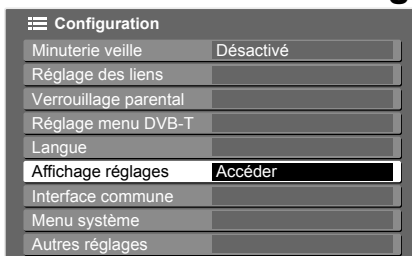 Configuration
Minuterie veille Désactivé
Réglage des liens
Verrouillage parental
Réglage menu DVB-T
Langue
Affichage réglages Accéder
Interface commune
Menu système
Autres réglages